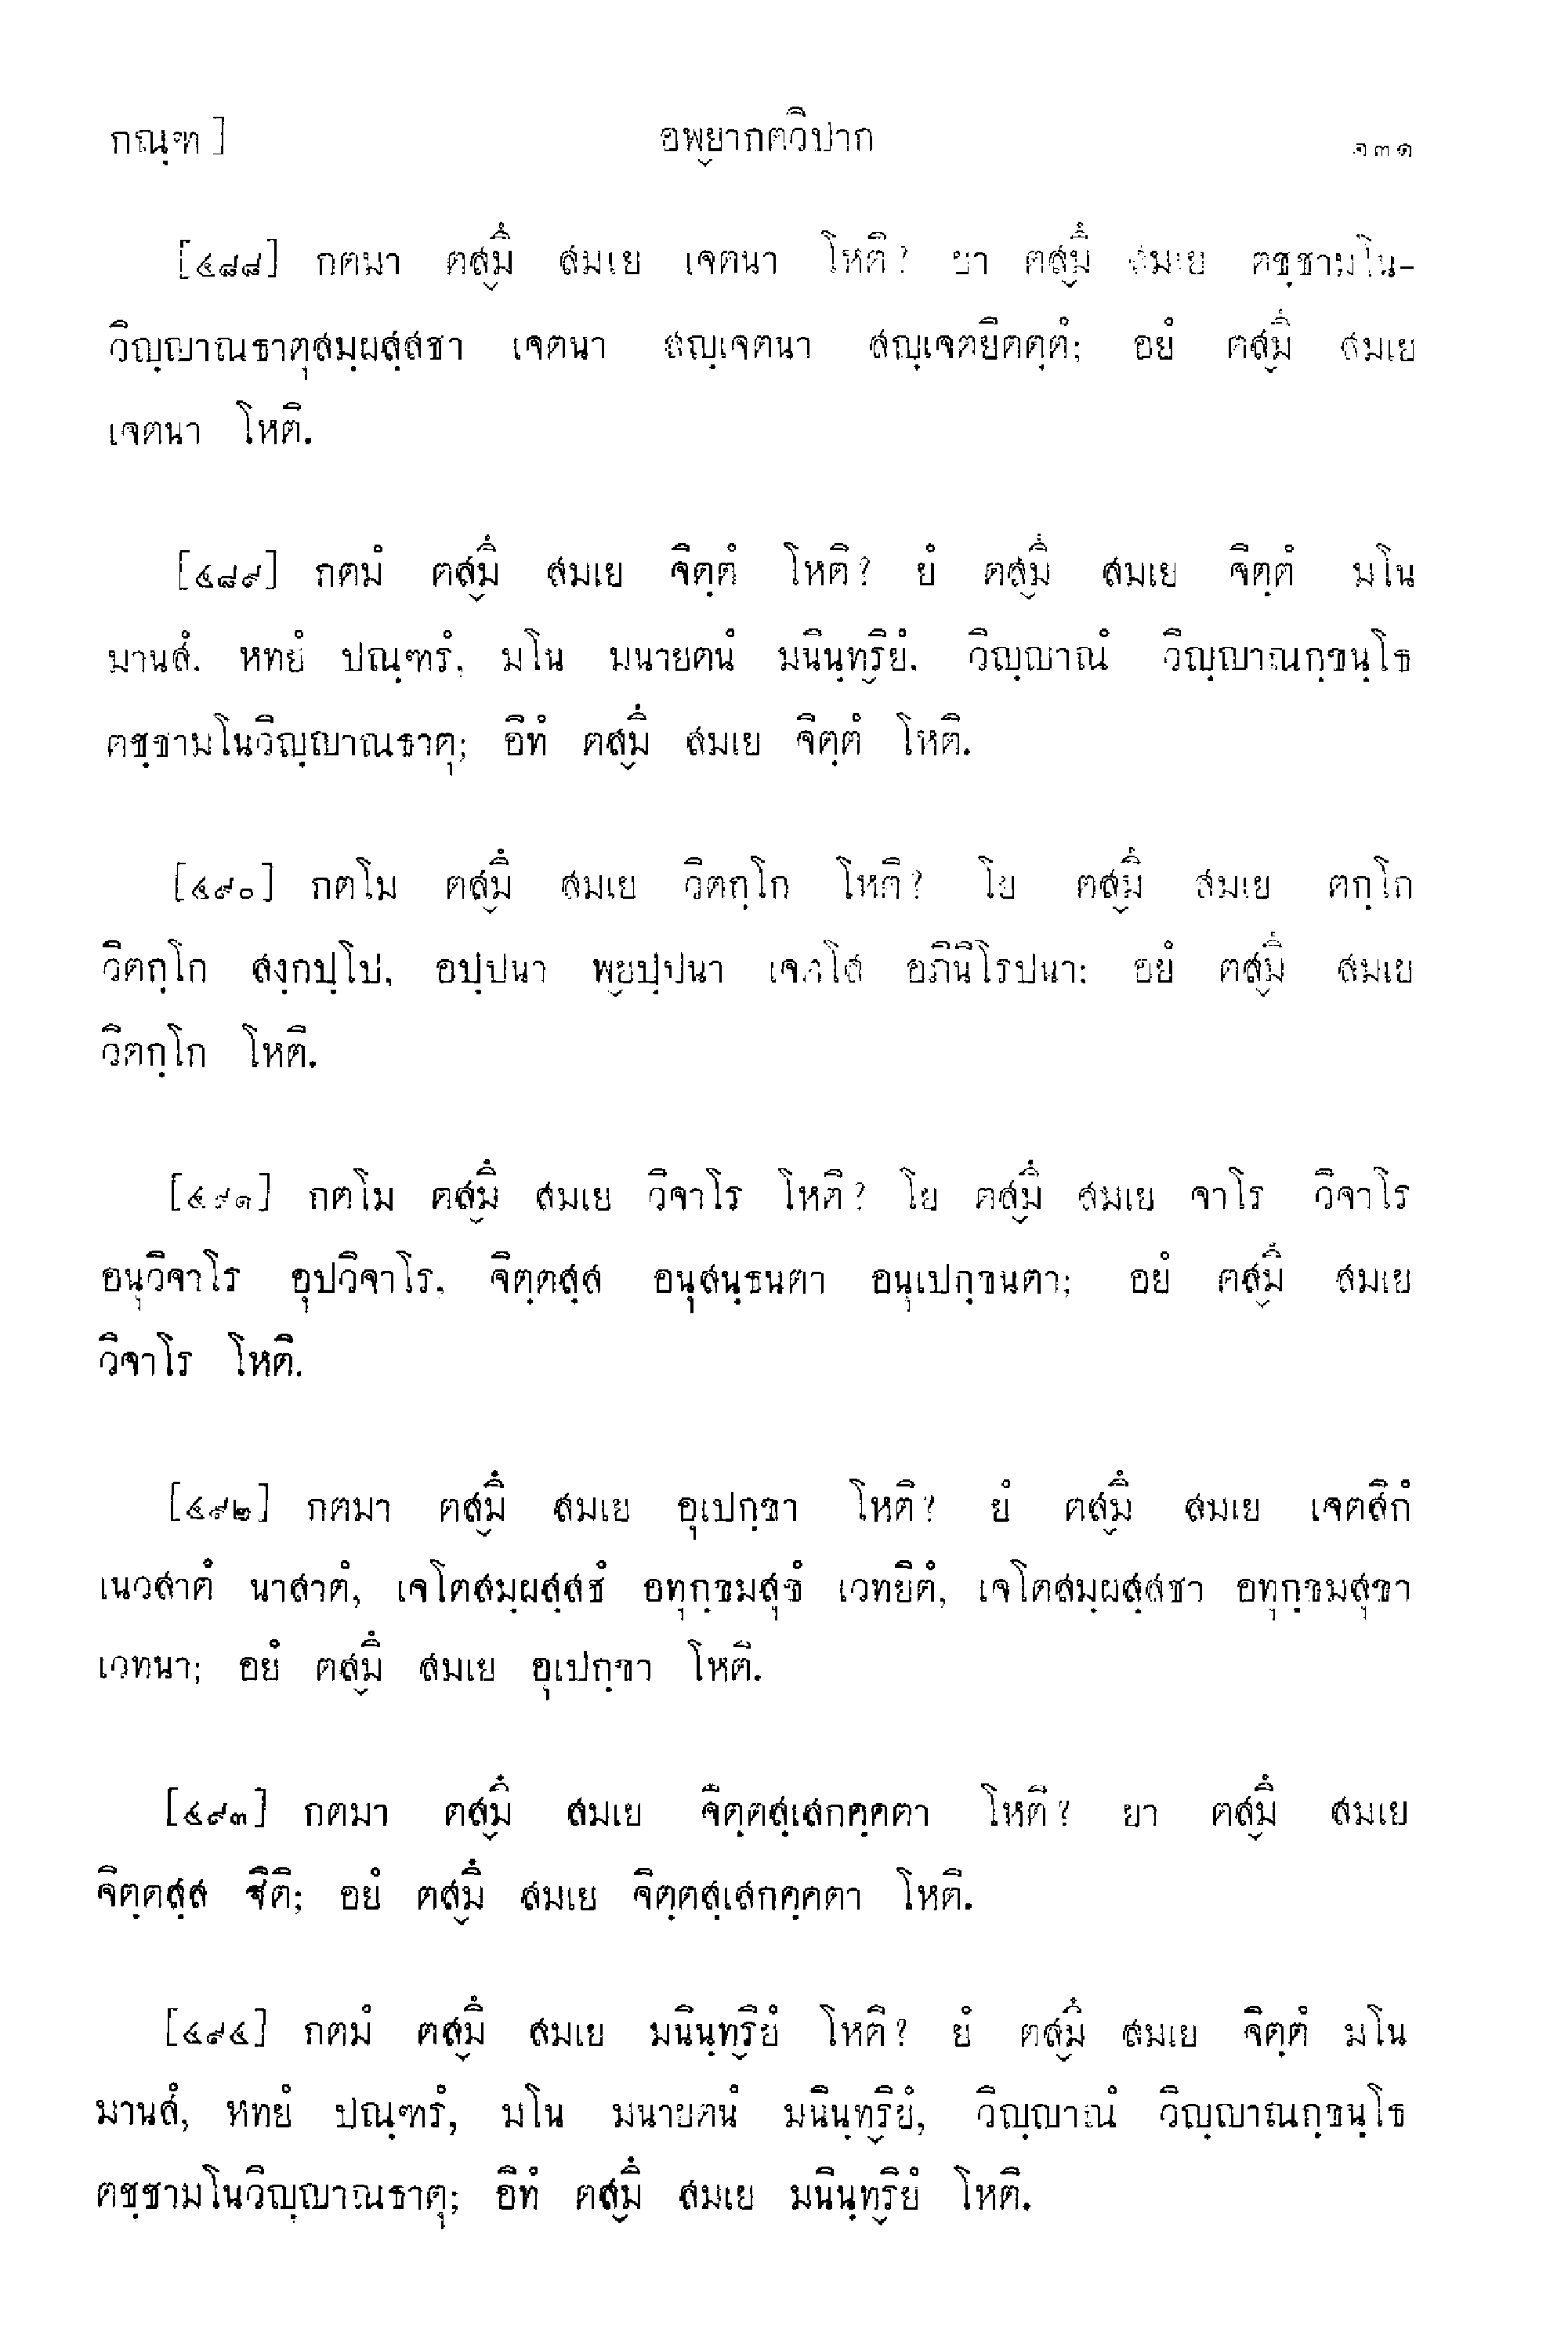 กณฺฑ] อพ๎ยากตวิปาก ๑๓๑
[๔๘๘] กตมา ตส๎มึ สมเย เจตนา โหติ? ยา ตส๎มึ สมเย ตชฺชามโน-
วิญฺญาณธาตุสมฺผสฺสชา เจตนา สญฺเจตนา สญฺเจตยิตตฺตํ; อยํ ตส๎มึ สมเย
เจตนา โหติ.
[๔๘๙] กตมํ ตส๎มึ สมเย จิตฺตํ โหติ? ยํ ตส๎มึ สมเย จิตฺตํ มโน
มานสํ. หทยํ ปณฺฑรํ, มโน มนายตนํ มนินฺท๎ริยํ. วิญฺญาณํ วิญฺญาณกฺขนฺโธ
ตชฺชามโนวิญฺญาณธาตุ; อิทํ ตส๎มึ สมเย จิตฺตํ โหติ.
[๔๙๐] กตโม ตส๎มึ สมเย วิตกฺโก โหติ? โย ตส๎มึ สมเย ตกฺโก
วิตกฺโก สงฺกปฺโป, อปฺปนา พ๎ยปฺปนา เจตโส อภินิโรปนา; อยํ ตส๎มึ สมเย
วิตกฺโก โหติ.
[๔๙๑] กตโม ตส๎มึ สมเย วิจาโร โหติ? โย ตส๎มึ สมเย จาโร วิจาโร
อนุวิจาโร อุปวิจาโร, จิตฺตสฺส อนุสนฺธนตา อนุเปกฺขนตา; อยํ ตส๎มึ สมเย
วิจาโร โหติ.
[๔๙๒] กตมา ตส๎มึ สมเย อุเปกฺขา โหติ? ยํ ตส๎มึ สมเย เจตสิกํ
เนวสาตํ นาสาตํ, เจโตสมฺผสฺสชํ อทุกฺขมสุขํ เวทยิตํ, เจโตสมฺผสฺสชา อทุกฺขมสุขา
เวทนา; อยํ ตส๎มึ สมเย อุเปกฺขา โหติ.
[๔๙๓] กตมา ตส๎มึ สมเย จิตฺตสฺเสกคฺคตา โหติ? ยา ตส๎มึ สมเย
จิตฺตสฺส ฐิติ; อยํ ตส๎มึ สมเย จิตฺตสฺเสกคฺคตา โหติ.
[๔๙๔] กตมํ ตส๎มึ สมเย มนินฺท๎ริยํ โหติ? ยํ ตส๎มึ สมเย จิตฺตํ มโน
มานสํ, หทยํ ปณฺฑรํ, มโน มนายตนํ มนินฺท๎ริยํ, วิญฺญาณํ วิญฺญาณกฺขนฺโธ
ตชฺชามโนวิญฺญาณธาตุ; อิทํ ตส๎มึ สมเย มนินฺท๎ริยํ โหติ.